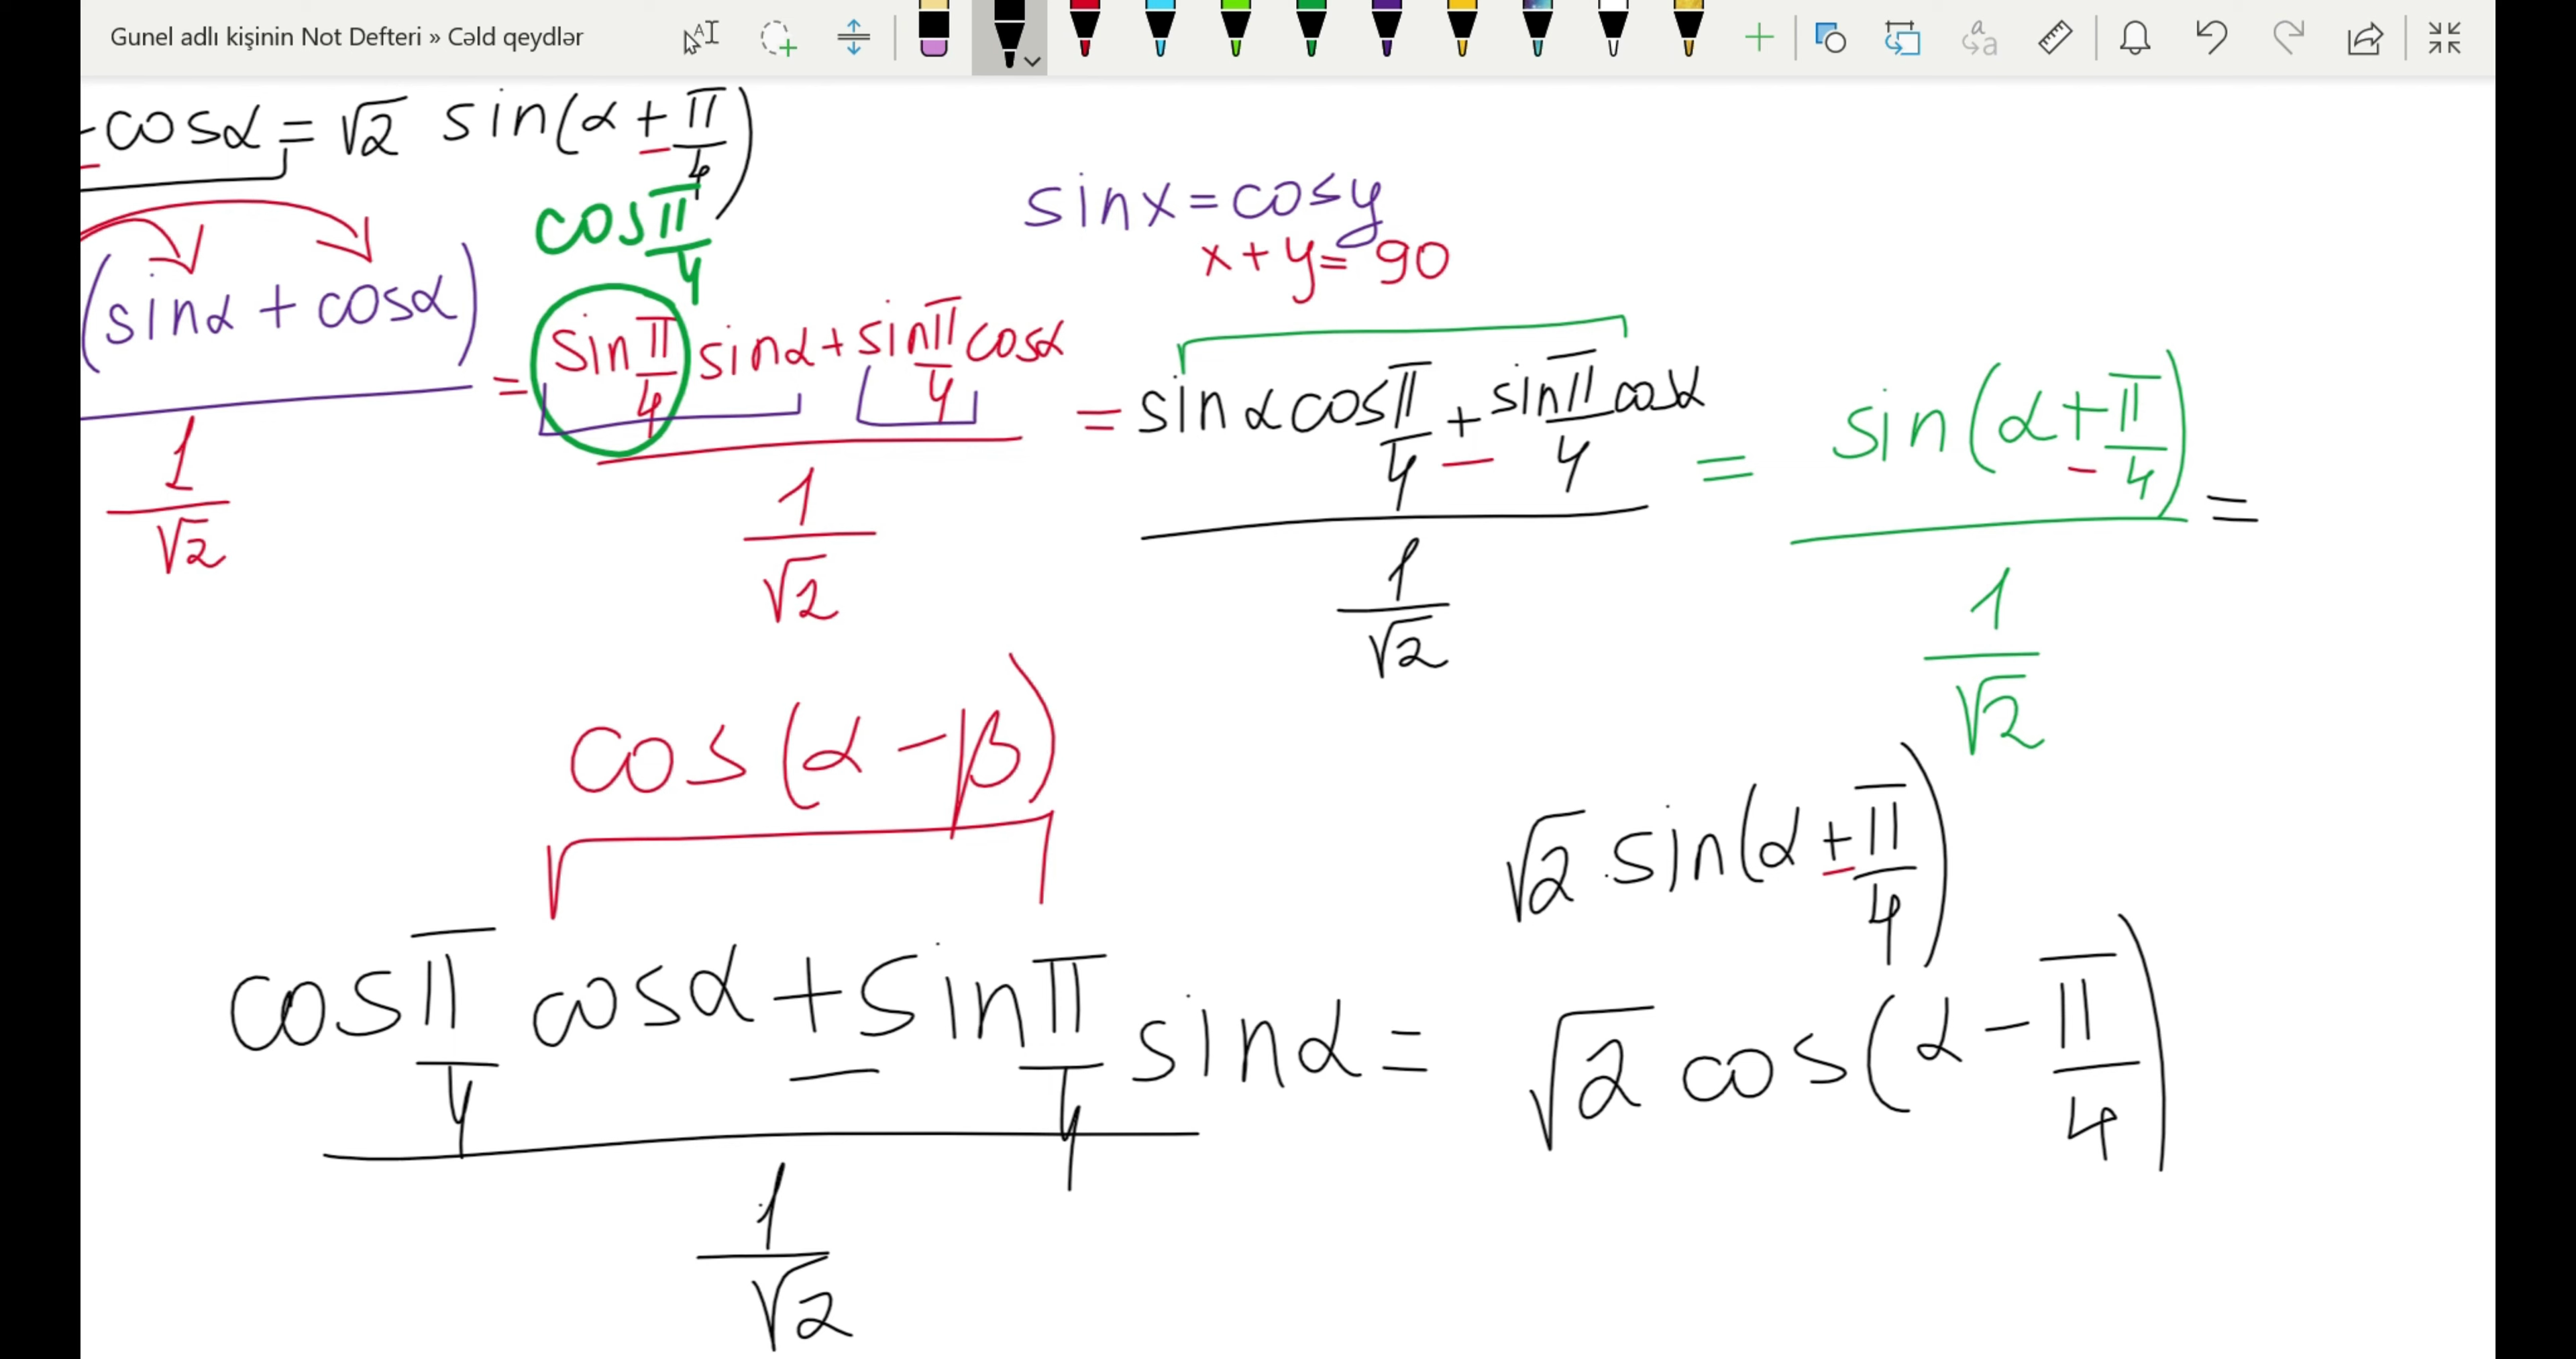 Gunel adlı kişinin Not Defteri » Cəld qeydlər
cosα = √2 sin(α ± π/4)
cos π/4
sinx = cosy
x + y = 90
(sinα + cosα) / (1/√2) = (sin π/4 sinα + sin π/4 cosα) / (1/√2) = (sinα cos π/4 ± sin π/4 cosα) / (1/√2) = sin(α ± π/4) / (1/√2) =
cos(α − β)
√2 sin(α ± π/4)
(cos π/4 cosα + sin π/4 sinα) / (1/√2) = √2 cos(α − π/4)